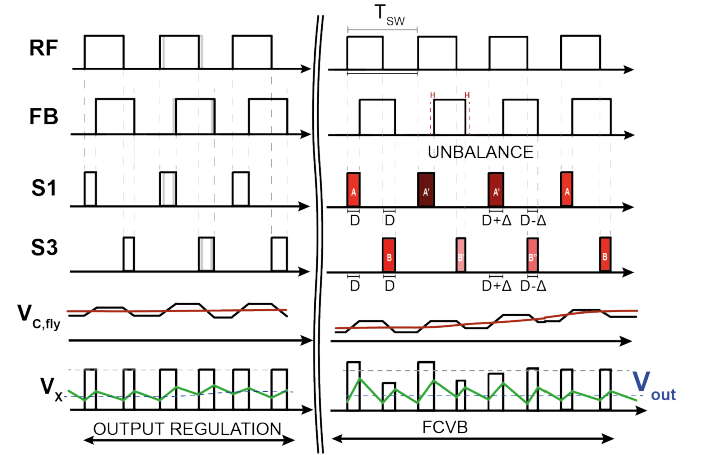 T_SW
RF
FB
H H
UNBALANCE
S1
A A' A' A
D D D+Δ D-Δ
S3
B B' B'' B
D D D+Δ D-Δ
V_C,fly
V_X
V_out
OUTPUT REGULATION
FCVB